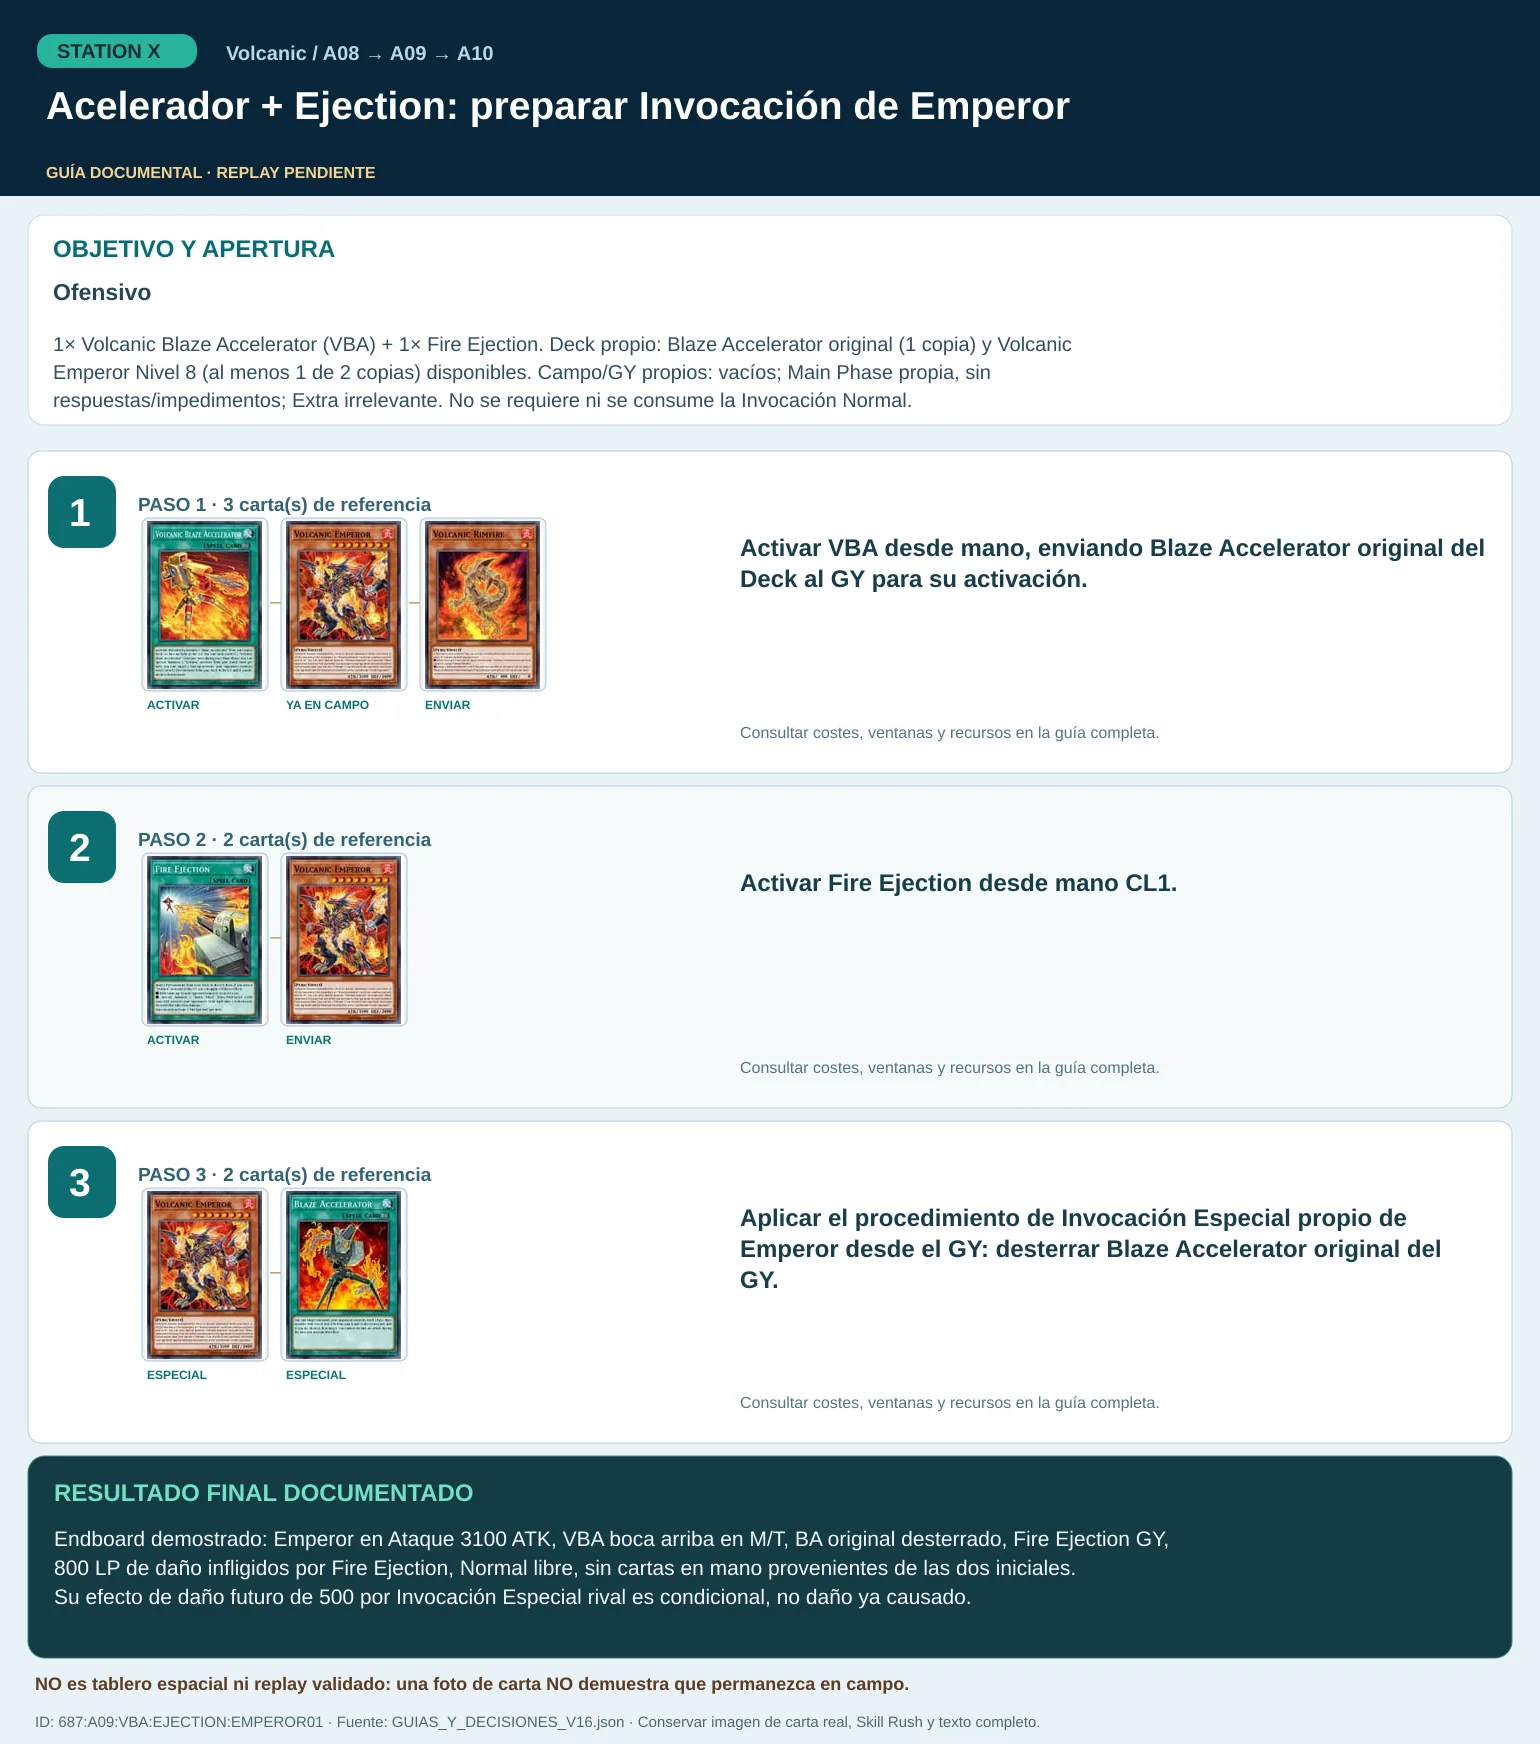 STATION X
Volcanic / A08 → A09 → A10
Acelerador + Ejection: preparar Invocación de Emperor
GUÍA DOCUMENTAL · REPLAY PENDIENTE
OBJETIVO Y APERTURA
Ofensivo
1× Volcanic Blaze Accelerator (VBA) + 1× Fire Ejection. Deck propio: Blaze Accelerator original (1 copia) y Volcanic
Emperor Nivel 8 (al menos 1 de 2 copias) disponibles. Campo/GY propios: vacíos; Main Phase propia, sin
respuestas/impedimentos; Extra irrelevante. No se requiere ni se consume la Invocación Normal.
1
PASO 1 · 3 carta(s) de referencia
VOLCANIC BLAZE ACCELERATOR
VOLCANIC EMPEROR
VOLCANIC RIMFIRE
ACTIVAR
YA EN CAMPO
ENVIAR
Activar VBA desde mano, enviando Blaze Accelerator original del
Deck al GY para su activación.
Consultar costes, ventanas y recursos en la guía completa.
2
PASO 2 · 2 carta(s) de referencia
FIRE EJECTION
VOLCANIC EMPEROR
ACTIVAR
ENVIAR
Activar Fire Ejection desde mano CL1.
Consultar costes, ventanas y recursos en la guía completa.
3
PASO 3 · 2 carta(s) de referencia
VOLCANIC EMPEROR
BLAZE ACCELERATOR
ESPECIAL
ESPECIAL
Aplicar el procedimiento de Invocación Especial propio de
Emperor desde el GY: desterrar Blaze Accelerator original del
GY.
Consultar costes, ventanas y recursos en la guía completa.
RESULTADO FINAL DOCUMENTADO
Endboard demostrado: Emperor en Ataque 3100 ATK, VBA boca arriba en M/T, BA original desterrado, Fire Ejection GY,
800 LP de daño infligidos por Fire Ejection, Normal libre, sin cartas en mano provenientes de las dos iniciales.
Su efecto de daño futuro de 500 por Invocación Especial rival es condicional, no daño ya causado.
NO es tablero espacial ni replay validado: una foto de carta NO demuestra que permanezca en campo.
ID: 687:A09:VBA:EJECTION:EMPEROR01 · Fuente: GUIAS_Y_DECISIONES_V16.json · Conservar imagen de carta real, Skill Rush y texto completo.